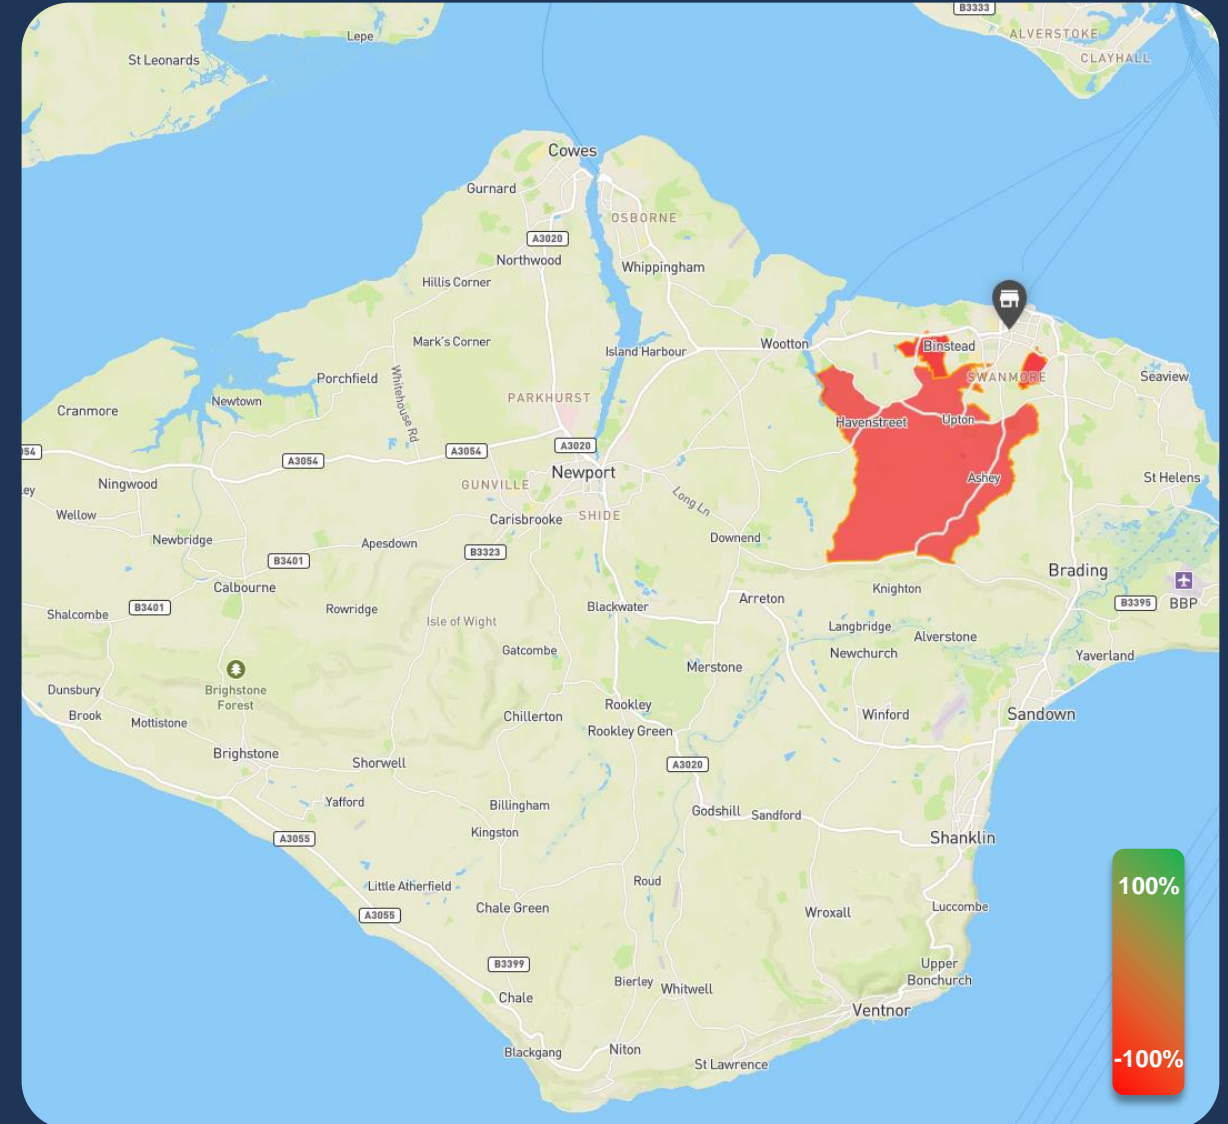 B3333
Lepe
ALVERSTOKE
St Leonards
CLAYHALL
Cowes
Gurnard
OSBORNE
A3020
Northwood
Whippingham
Hillis Corner
Mark's Corner
Island Harbour
Wooton
Binstead
Porchfield
Whitehouse Rd
SWANMORE
Seaview
PARKHURST
Newtown
Cranmore
Havenstreet
Upton
054
A3054
A3054
A3020
Newport
Ashey
St Helens
ey
Ningwood
GUNVILLE
Long Ln
Wellow
Carisbrooke
SHIDE
Newbridge
Apesdown
B3323
Downend
B3401
Brading
Calbourne
Knighton
BBP
Shalcombe
B3401
Rowridge
Blackwater
Arreton
B3395
Isle of Wight
Langbridge
Alverstone
Gatcombe
Newchurch
Yaverland
Merstone
Dunsbury
Brighstone
Forest
Rookley
Brook
Mottistone
Chillerton
Winford
Sandown
Rookley Green
Brighstone
Shorwell
A3020
Yafford
Billingham
Godshill
Sandford
Kingston
A3055
Shanklin
Little Atherfield
Roud
100%
A3055
Chale Green
Wroxall
Luccombe
B3399
Upper
Bonchurch
Bierley
Whitwell
Chale
Ventnor
Blackgang
Niton
St Lawrence
-100%